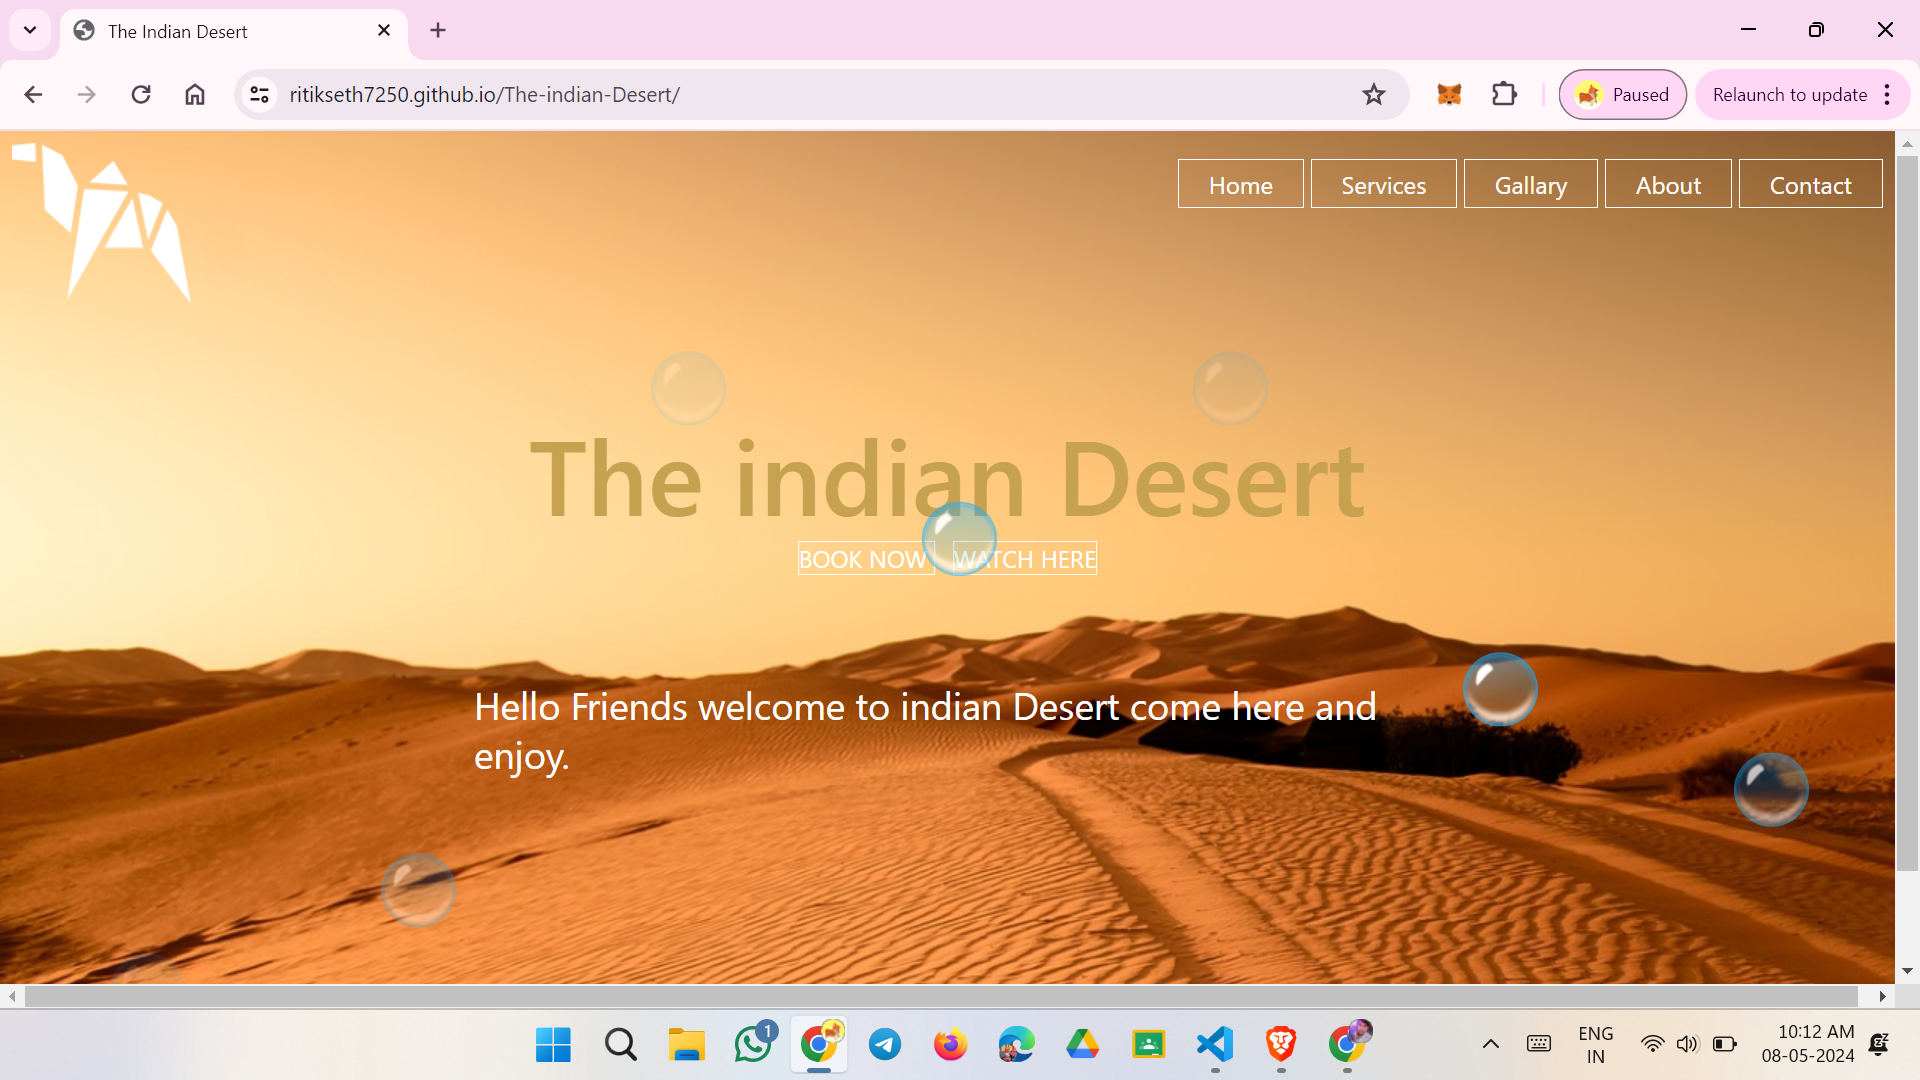 The Indian Desert
ritikseth7250.github.io/The-indian-Desert/
Paused
Relaunch to update
Home Services Gallary About Contact
The indian Desert
BOOK NOW WATCH HERE
Hello Friends welcome to indian Desert come here and
enjoy.
1
ENG
IN
10:12 AM
08-05-2024